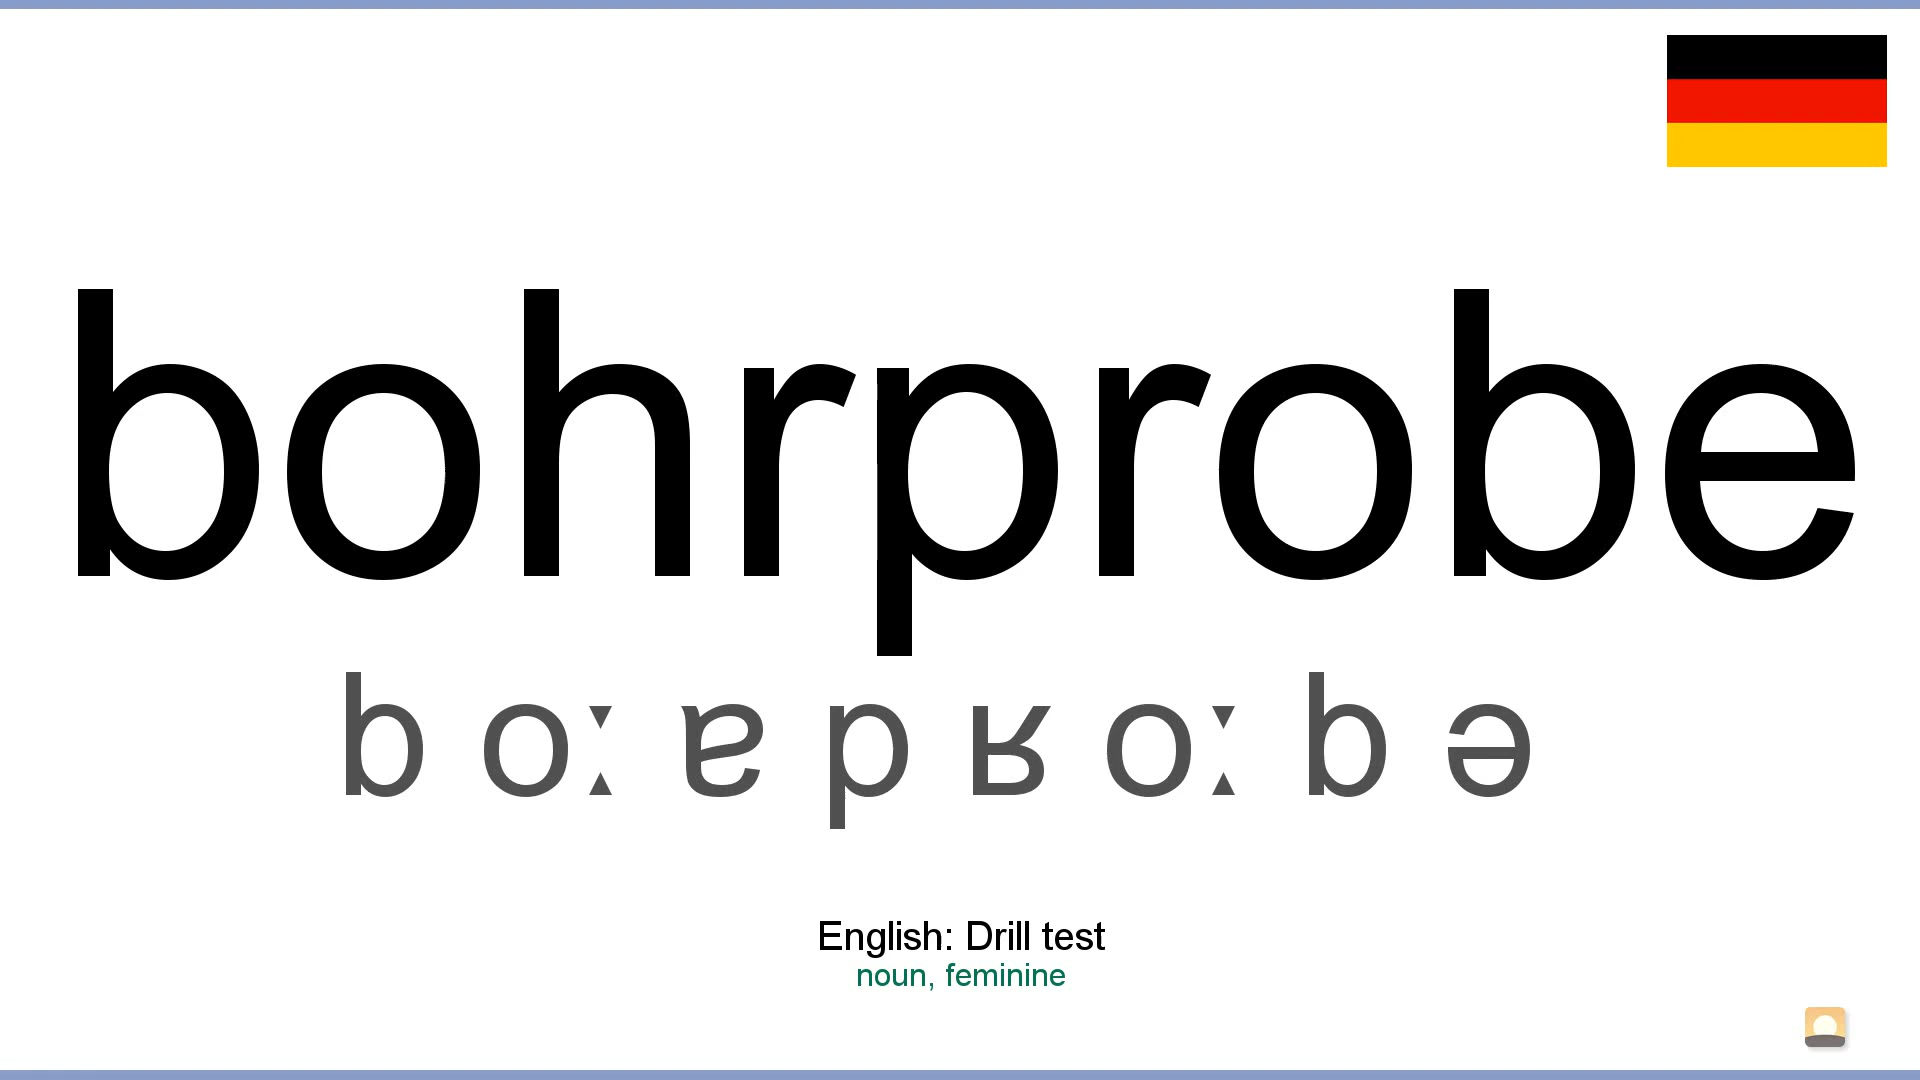 bohrprobe
b oː ɐ p ʁ oː b ə
English: Drill test
noun, feminine